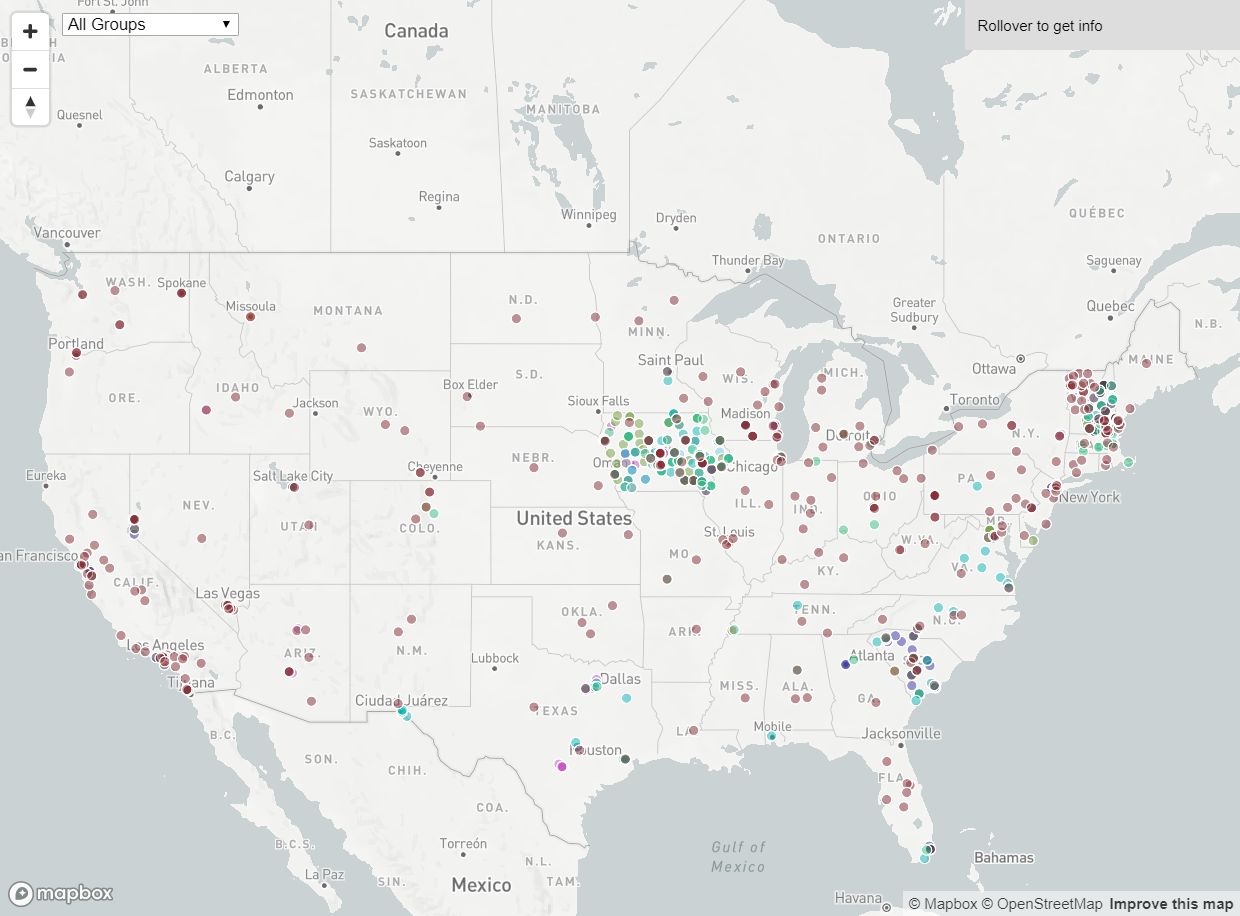 Fort St. John
All Groups
Rollover to get info
Canada
ALBERTA
Edmonton
SASKATCHEWAN
MANITOBA
Quesnel
Saskatoon
Calgary
Regina
Winnipeg
Dryden
QUÉBEC
Vancouver
ONTARIO
Thunder Bay
Saguenay
WASH.
Spokane
Missoula
MONTANA
N.D.
MINN.
Greater
Sudbury
Quebec
N.B.
Portland
Saint Paul
Ottawa
MAINE
ORE.
IDAHO
Jackson
WYO.
Box Elder
S.D.
Sioux Falls
WIS.
MICH.
Madison
Toronto
N.Y.
Detroit
Eureka
Salt Lake City
Cheyenne
NEBR.
Chicago
NEV.
UTAH
COLO.
United States
KANS.
ILL.
IND.
OHIO
PA.
New York
St. Louis
MD.
San Francisco
CALIF.
MO.
W.VA.
VA.
KY.
Las Vegas
Los Angeles
ARIZ.
N.M.
OKLA.
ARK.
TENN.
N.C.
Atlanta
Tijuana
Lubbock
Dallas
MISS.
ALA.
GA.
Ciudad Juárez
TEXAS
LA.
Mobile
Jacksonville
B.C.
SON.
CHIH.
Houston
FLA.
COA.
B.C.S.
Torreón
Gulf of
Mexico
Bahamas
N.L.
La Paz
SIN.
Mexico
TAM.
Havana
mapbox
© Mapbox © OpenStreetMap Improve this map